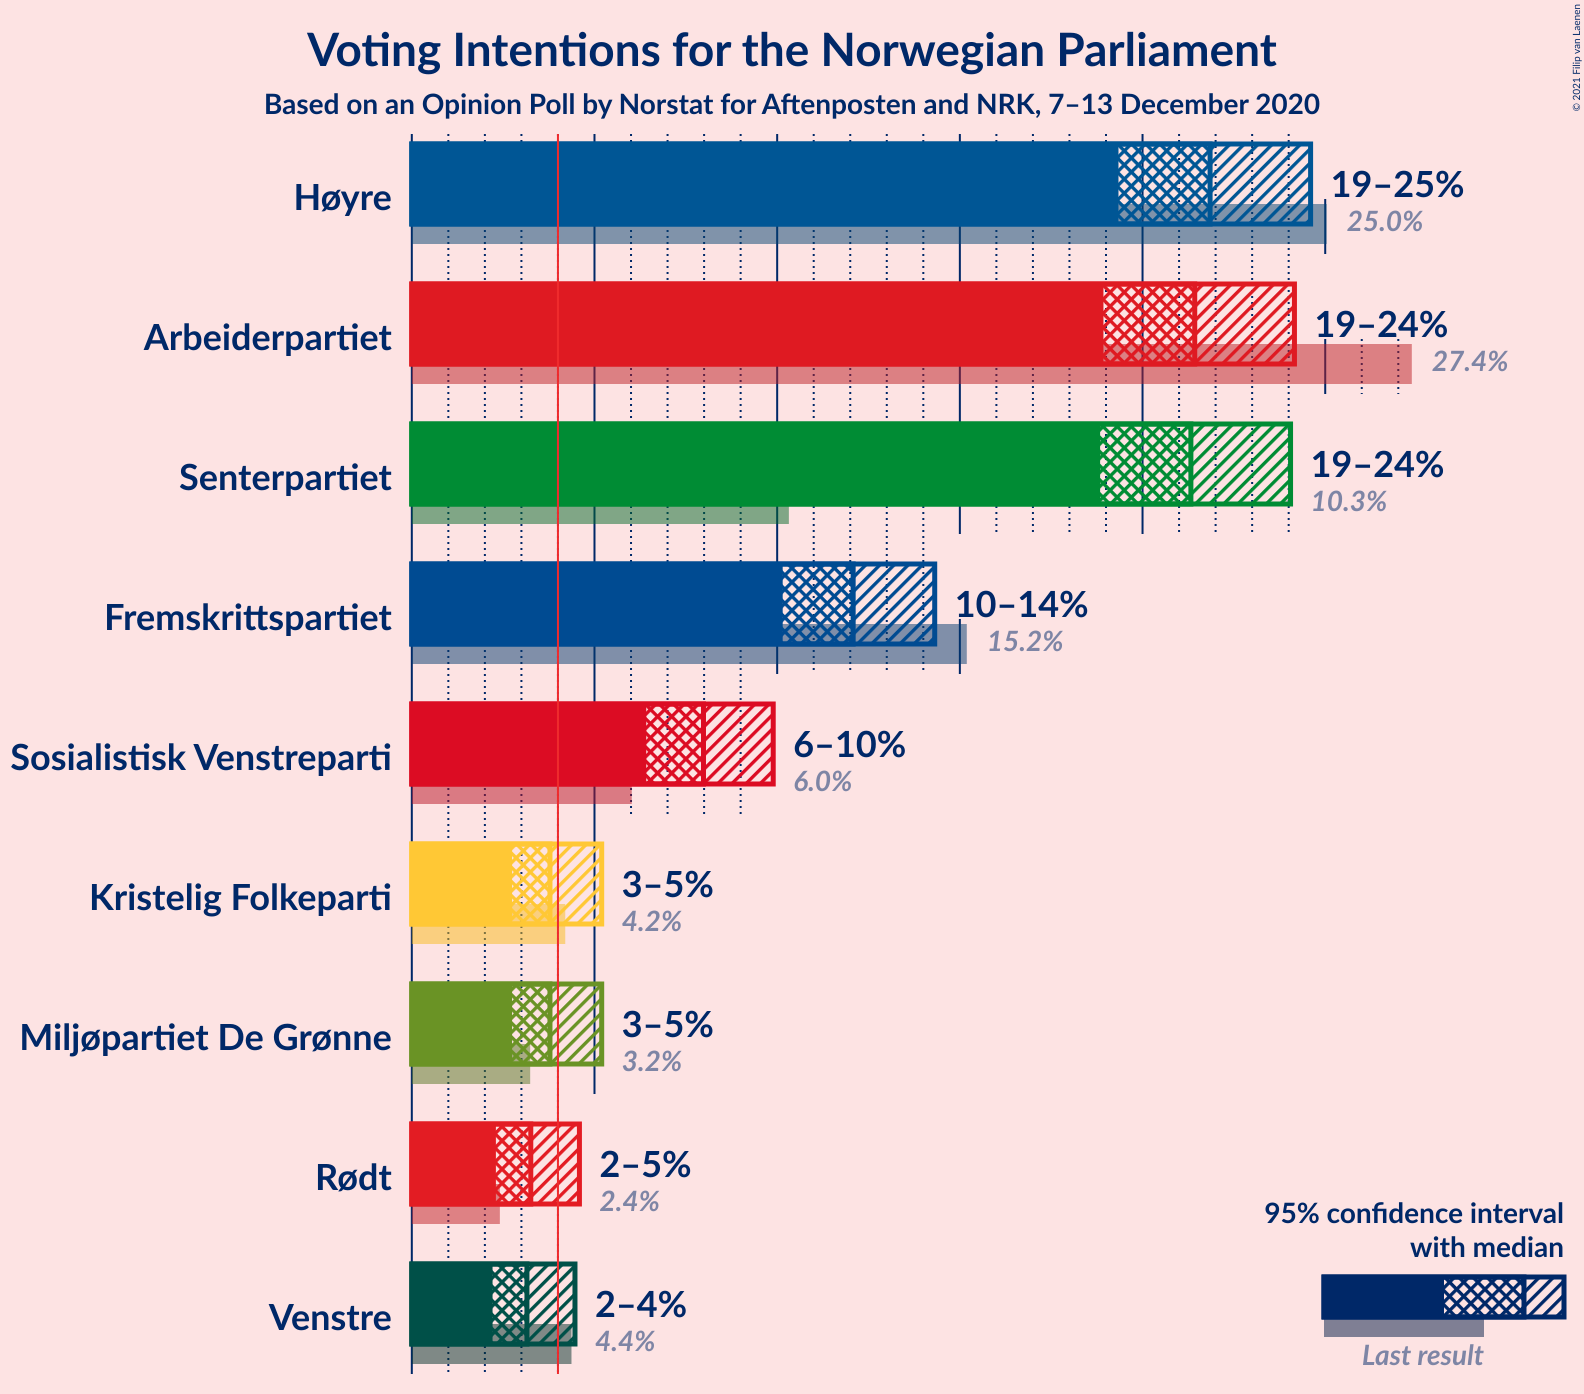 Voting Intentions for the Norwegian Parliament
Based on an Opinion Poll by Norstat for Aftenposten and NRK, 7–13 December 2020
© 2021 Filip van Laenen
Høyre
19–25%
25.0%
Arbeiderpartiet
19–24%
27.4%
Senterpartiet
19–24%
10.3%
Fremskrittspartiet
10–14%
15.2%
Sosialistisk Venstreparti
6–10%
6.0%
Kristelig Folkeparti
3–5%
4.2%
Miljøpartiet De Grønne
3–5%
3.2%
Rødt
2–5%
2.4%
Venstre
2–4%
4.4%
95% confidence interval
with median
Last result